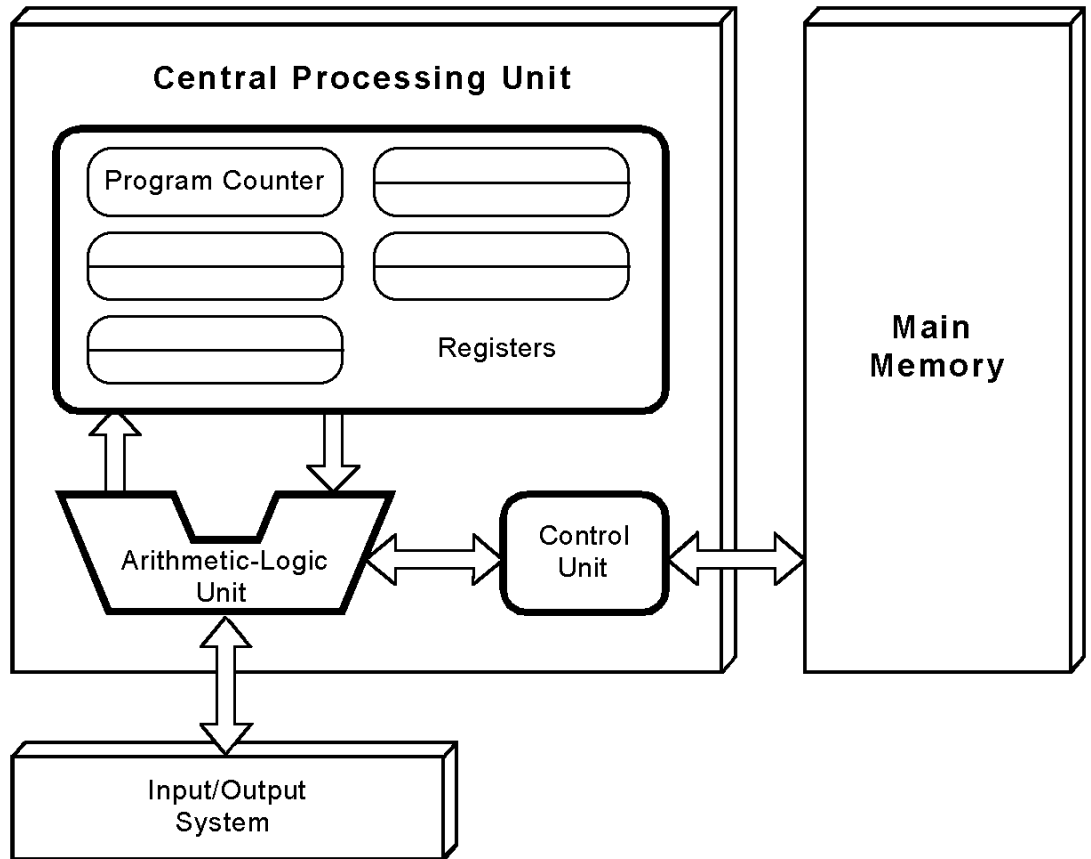 Central Processing Unit
Program Counter
Registers
Main
Memory
Arithmetic-Logic
Unit
Control
Unit
Input/Output
System